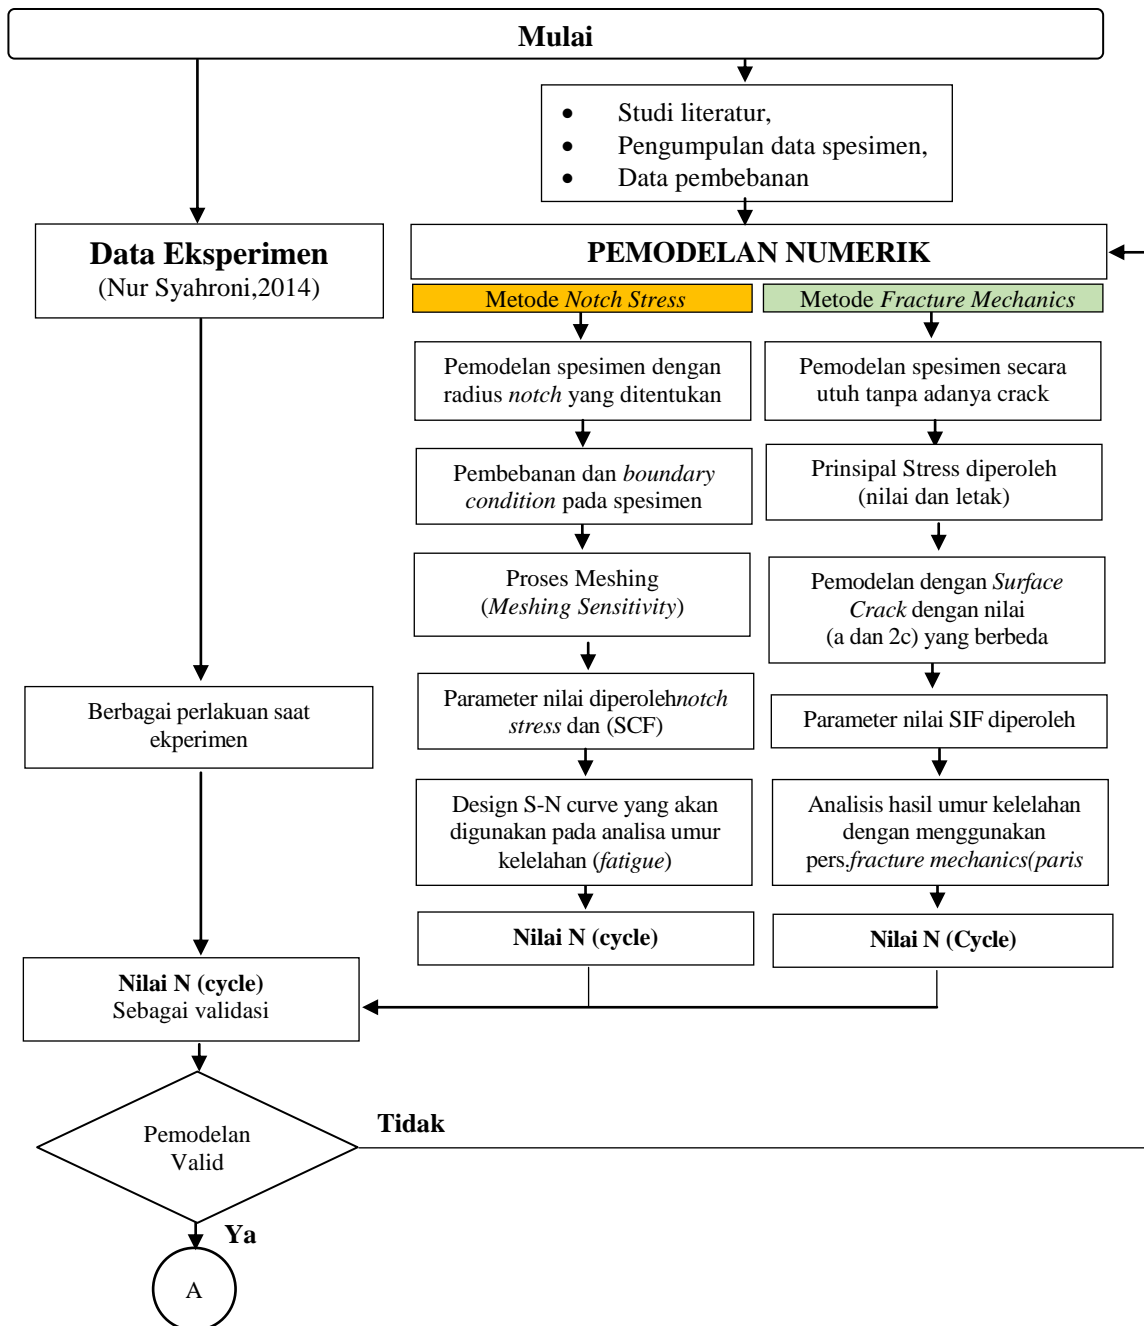 Mulai
• Studi literatur,
• Pengumpulan data spesimen,
• Data pembebanan
Data Eksperimen
(Nur Syahroni,2014)
PEMODELAN NUMERIK
Metode Notch Stress
Metode Fracture Mechanics
Pemodelan spesimen dengan
radius notch yang ditentukan
Pemodelan spesimen secara
utuh tanpa adanya crack
Pembebanan dan boundary
condition pada spesimen
Prinsipal Stress diperoleh
(nilai dan letak)
Proses Meshing
(Meshing Sensitivity)
Pemodelan dengan Surface
Crack dengan nilai
(a dan 2c) yang berbeda
Berbagai perlakuan saat
ekperimen
Parameter nilai diperolehnotch
stress dan (SCF)
Parameter nilai SIF diperoleh
Design S-N curve yang akan
digunakan pada analisa umur
kelelahan (fatigue)
Analisis hasil umur kelelahan
dengan menggunakan
pers.fracture mechanics(paris
Nilai N (cycle)
Nilai N (Cycle)
Nilai N (cycle)
Sebagai validasi
Pemodelan
Valid
Tidak
Ya
A